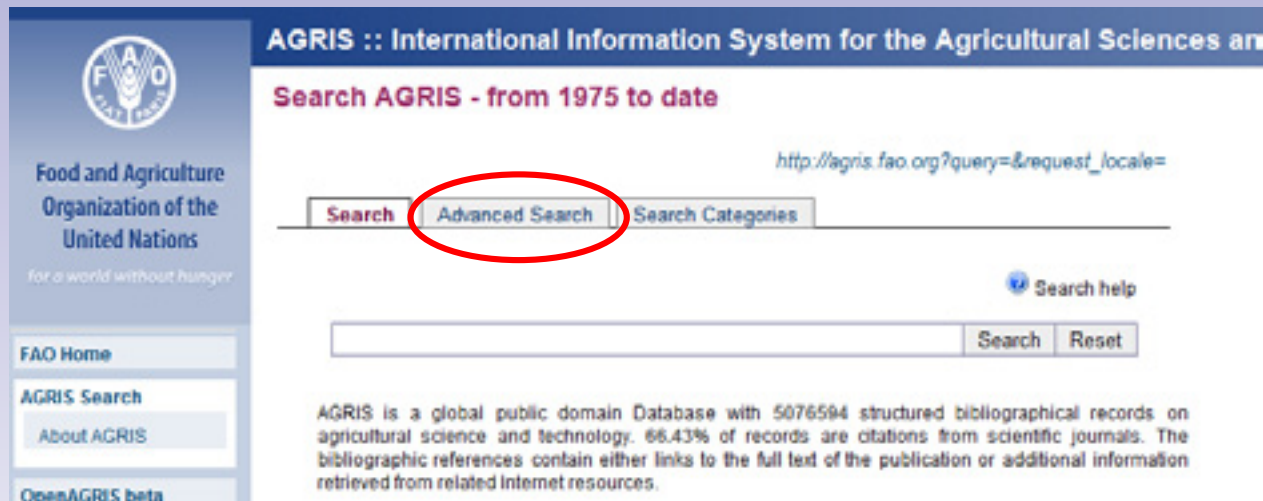 AGRIS :: International Information System for the Agricultural Sciences an
Search AGRIS - from 1975 to date
http://agris.fao.org?query=&request_locale=
FAO
FIAT PANIS
Food and Agriculture
Organization of the
United Nations
for a world without hunger
Search Advanced Search Search Categories
Search help
Search Reset
FAO Home
AGRIS Search
About AGRIS
OpenAGRIS beta
AGRIS is a global public domain Database with 5076594 structured bibliographical records on
agricultural science and technology. 66.43% of records are citations from scientific journals. The
bibliographic references contain either links to the full text of the publication or additional information
retrieved from related Internet resources.